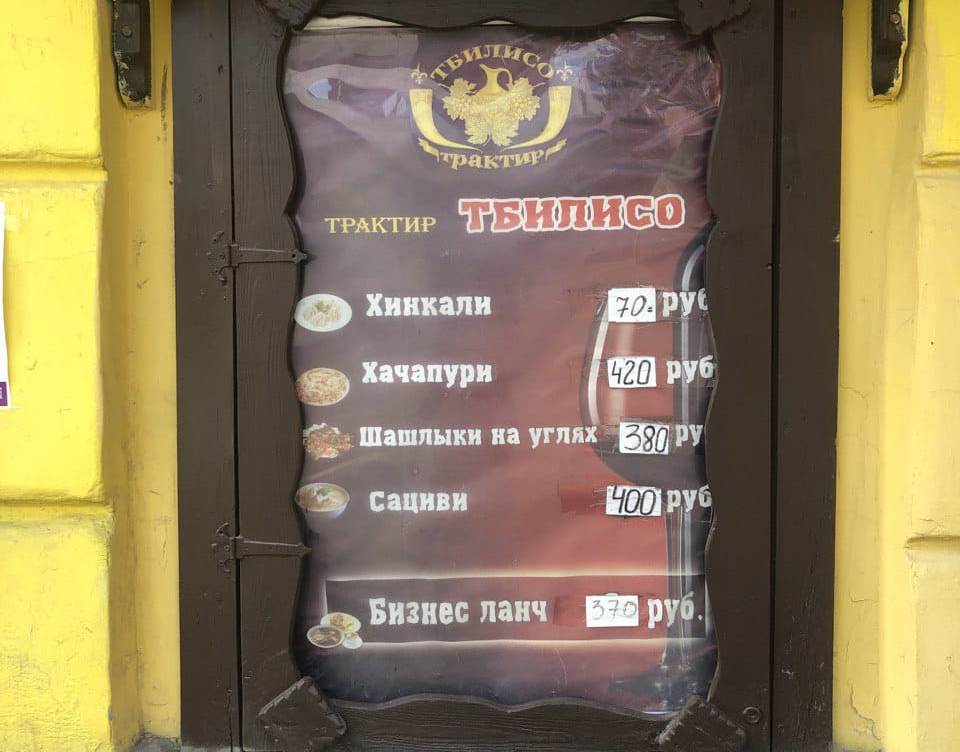 ТБИЛИСО
трактир
ТРАКТИР ТБИЛИСО
Хинкали 70= руб
Хачапури 420 руб
Шашлыки на углях 380 ру
Сациви 400 руб
Бизнес ланч 370 руб.